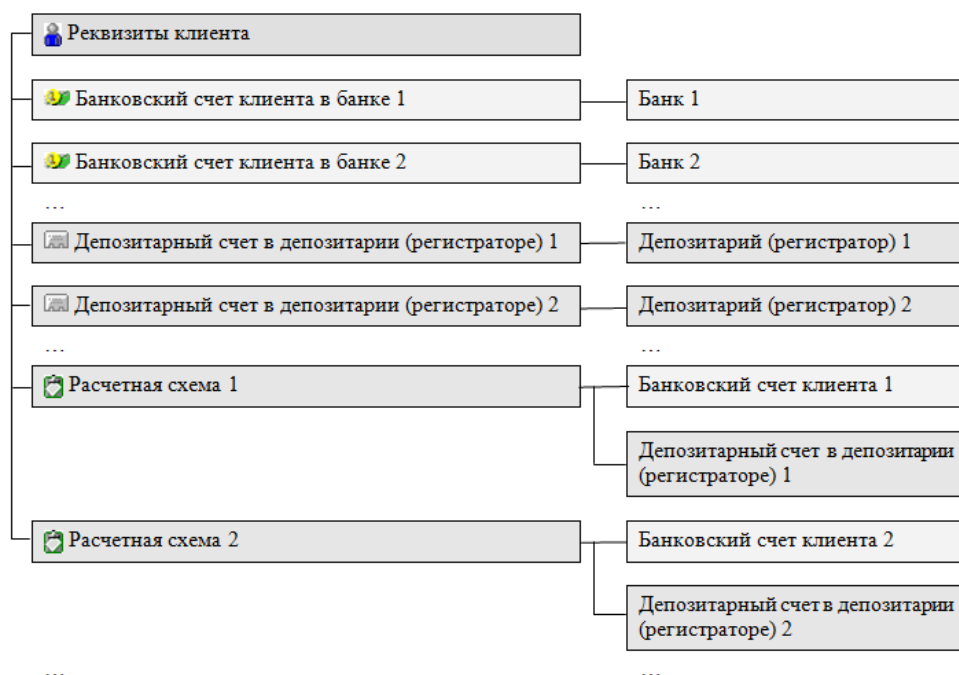 Реквизиты клиента
Банковский счет клиента в банке 1
Банк 1
Банковский счет клиента в банке 2
Банк 2
...
...
Депозитарный счет в депозитарии (регистраторе) 1
Депозитарий (регистратор) 1
Депозитарный счет в депозитарии (регистраторе) 2
Депозитарий (регистратор) 2
...
...
Расчетная схема 1
Банковский счет клиента 1
Депозитарный счет в депозитарии
(регистраторе) 1
Расчетная схема 2
Банковский счет клиента 2
Депозитарный счет в депозитарии
(регистраторе) 2
...
...